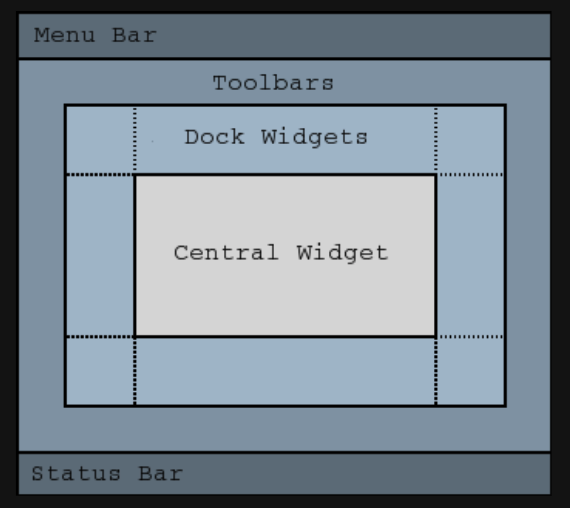 Menu Bar
Toolbars
Dock Widgets
Central Widget
Status Bar